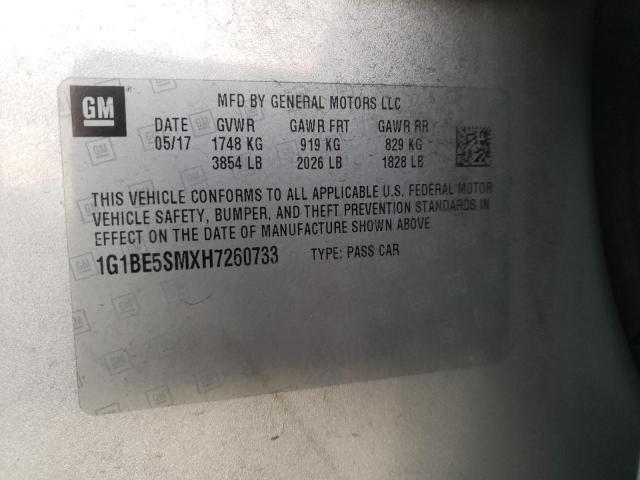 GM
MFD BY GENERAL MOTORS LLC
DATE GVWR GAWR FRT GAWR RR
05/17 1748 KG 919 KG 829 KG
3854 LB 2026 LB 1828 LB
THIS VEHICLE CONFORMS TO ALL APPLICABLE U.S. FEDERAL MOTOR
VEHICLE SAFETY, BUMPER, AND THEFT PREVENTION STANDARDS IN
EFFECT ON THE DATE OF MANUFACTURE SHOWN ABOVE
1G1BE5SMXH7260733 TYPE: PASS CAR